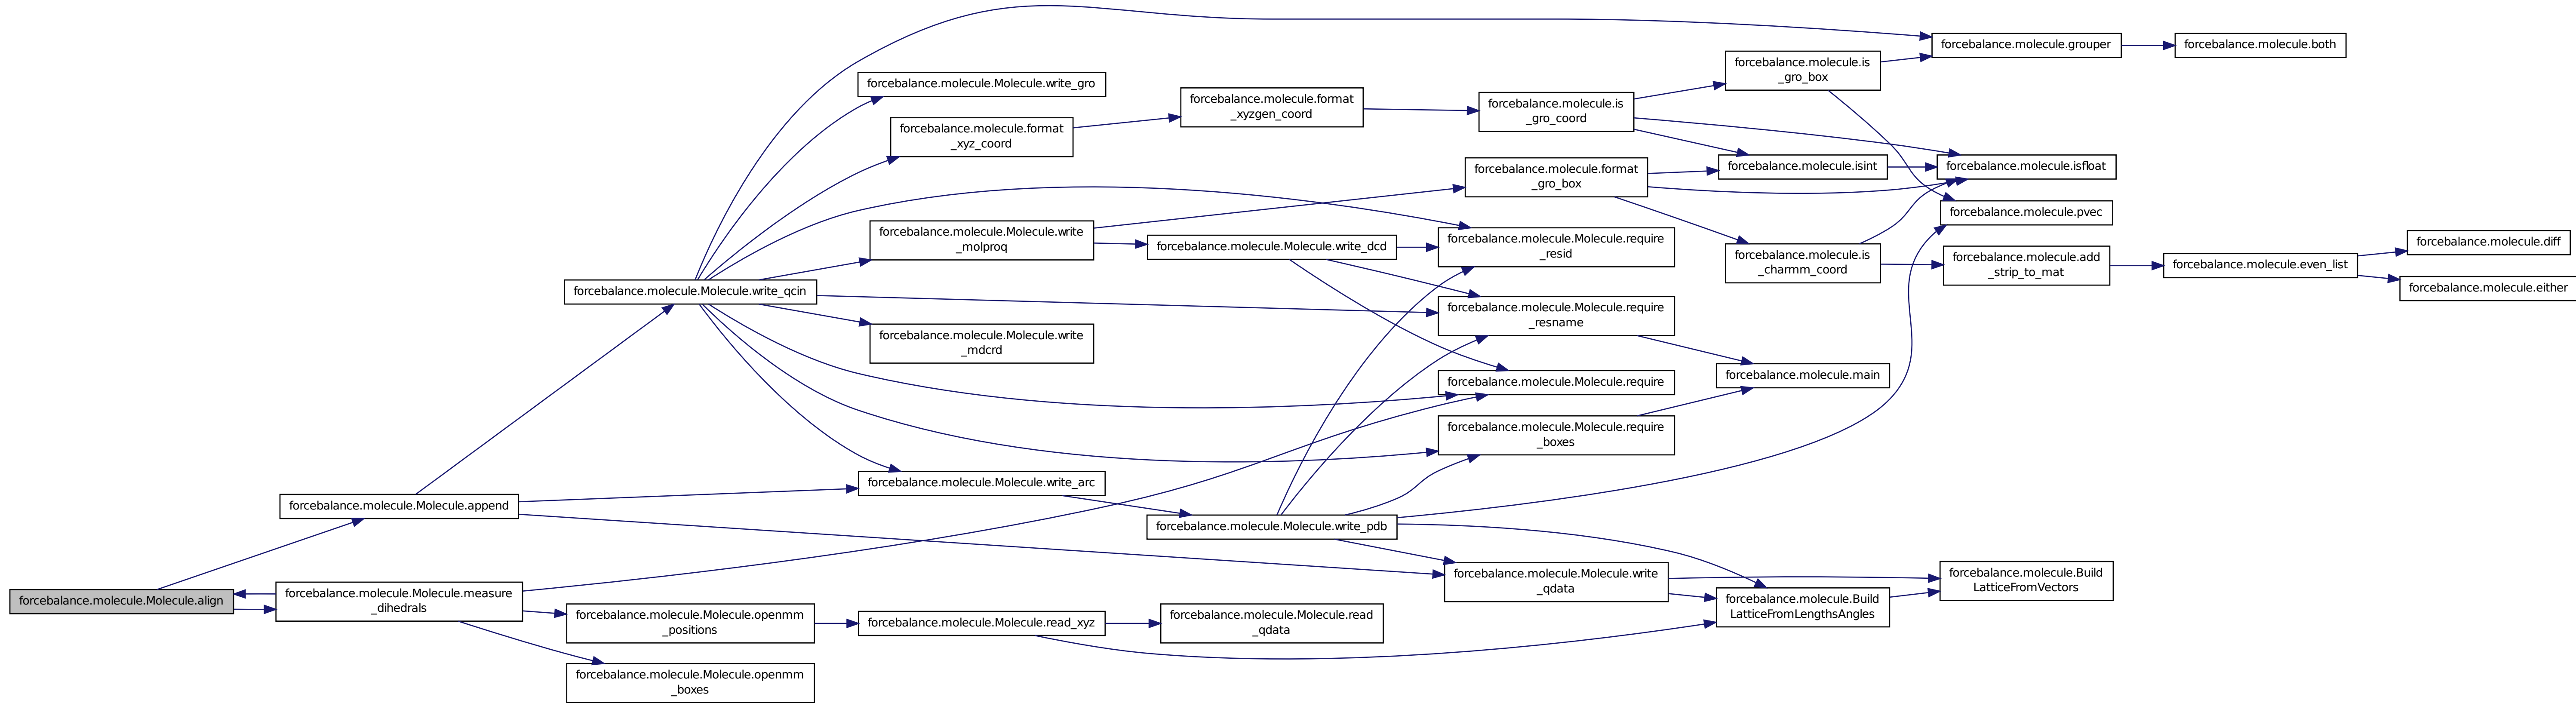 forcebalance.molecule.Molecule.align
forcebalance.molecule.Molecule.append
forcebalance.molecule.Molecule.measure
_dihedrals
forcebalance.molecule.Molecule.write_qcin
forcebalance.molecule.Molecule.openmm
_positions
forcebalance.molecule.Molecule.openmm
_boxes
forcebalance.molecule.Molecule.write_gro
forcebalance.molecule.format
_xyz_coord
forcebalance.molecule.Molecule.write
_molproq
forcebalance.molecule.Molecule.write
_mdcrd
forcebalance.molecule.Molecule.write_arc
forcebalance.molecule.Molecule.read_xyz
forcebalance.molecule.format
_xyzgen_coord
forcebalance.molecule.Molecule.write_dcd
forcebalance.molecule.Molecule.write_pdb
forcebalance.molecule.Molecule.read
_qdata
forcebalance.molecule.is
_gro_coord
forcebalance.molecule.format
_gro_box
forcebalance.molecule.Molecule.require
_resid
forcebalance.molecule.Molecule.require
_resname
forcebalance.molecule.Molecule.require
forcebalance.molecule.Molecule.require
_boxes
forcebalance.molecule.Molecule.write
_qdata
forcebalance.molecule.is
_gro_box
forcebalance.molecule.isint
forcebalance.molecule.is
_charmm_coord
forcebalance.molecule.main
forcebalance.molecule.Build
LatticeFromLengthsAngles
forcebalance.molecule.grouper
forcebalance.molecule.isfloat
forcebalance.molecule.pvec
forcebalance.molecule.add
_strip_to_mat
forcebalance.molecule.Build
LatticeFromVectors
forcebalance.molecule.both
forcebalance.molecule.even_list
forcebalance.molecule.diff
forcebalance.molecule.either